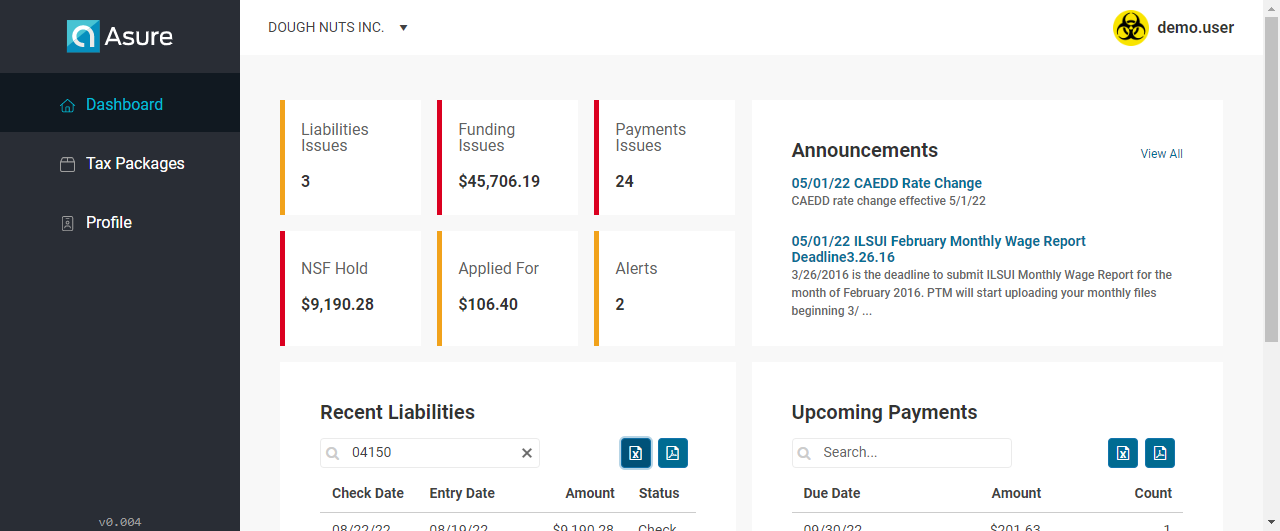 Asure
DOUGH NUTS INC.
demo.user
Dashboard
Tax Packages
Profile
v0.004
Liabilities
Issues
3
Funding
Issues
$45,706.19
Payments
Issues
24
NSF Hold
$9,190.28
Applied For
$106.40
Alerts
2
Announcements
View All
05/01/22 CAEDD Rate Change
CAEDD rate change effective 5/1/22
05/01/22 ILSUI February Monthly Wage Report
Deadline3.26.16
3/26/2016 is the deadline to submit ILSUI Monthly Wage Report for the
month of February 2016. PTM will start uploading your monthly files
beginning 3/ ...
Recent Liabilities
04150
Check Date Entry Date Amount Status
08/22/22 08/19/22 $9,190.28 Check
Upcoming Payments
Search...
Due Date Amount Count
09/30/22 $201.63 1